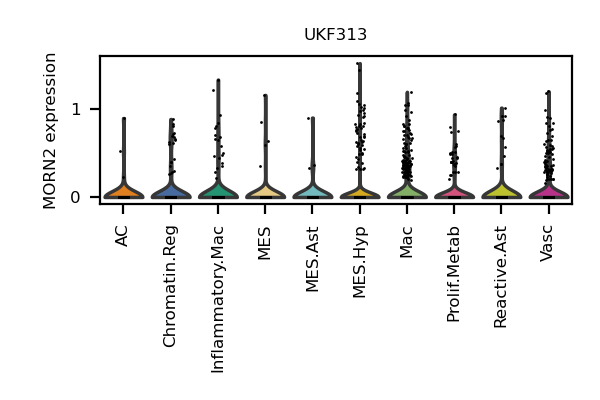 UKF313
MORN2 expression
1
0
AC
Chromatin.Reg
Inflammatory.Mac
MES
MES.Ast
MES.Hyp
Mac
Prolif.Metab
Reactive.Ast
Vasc